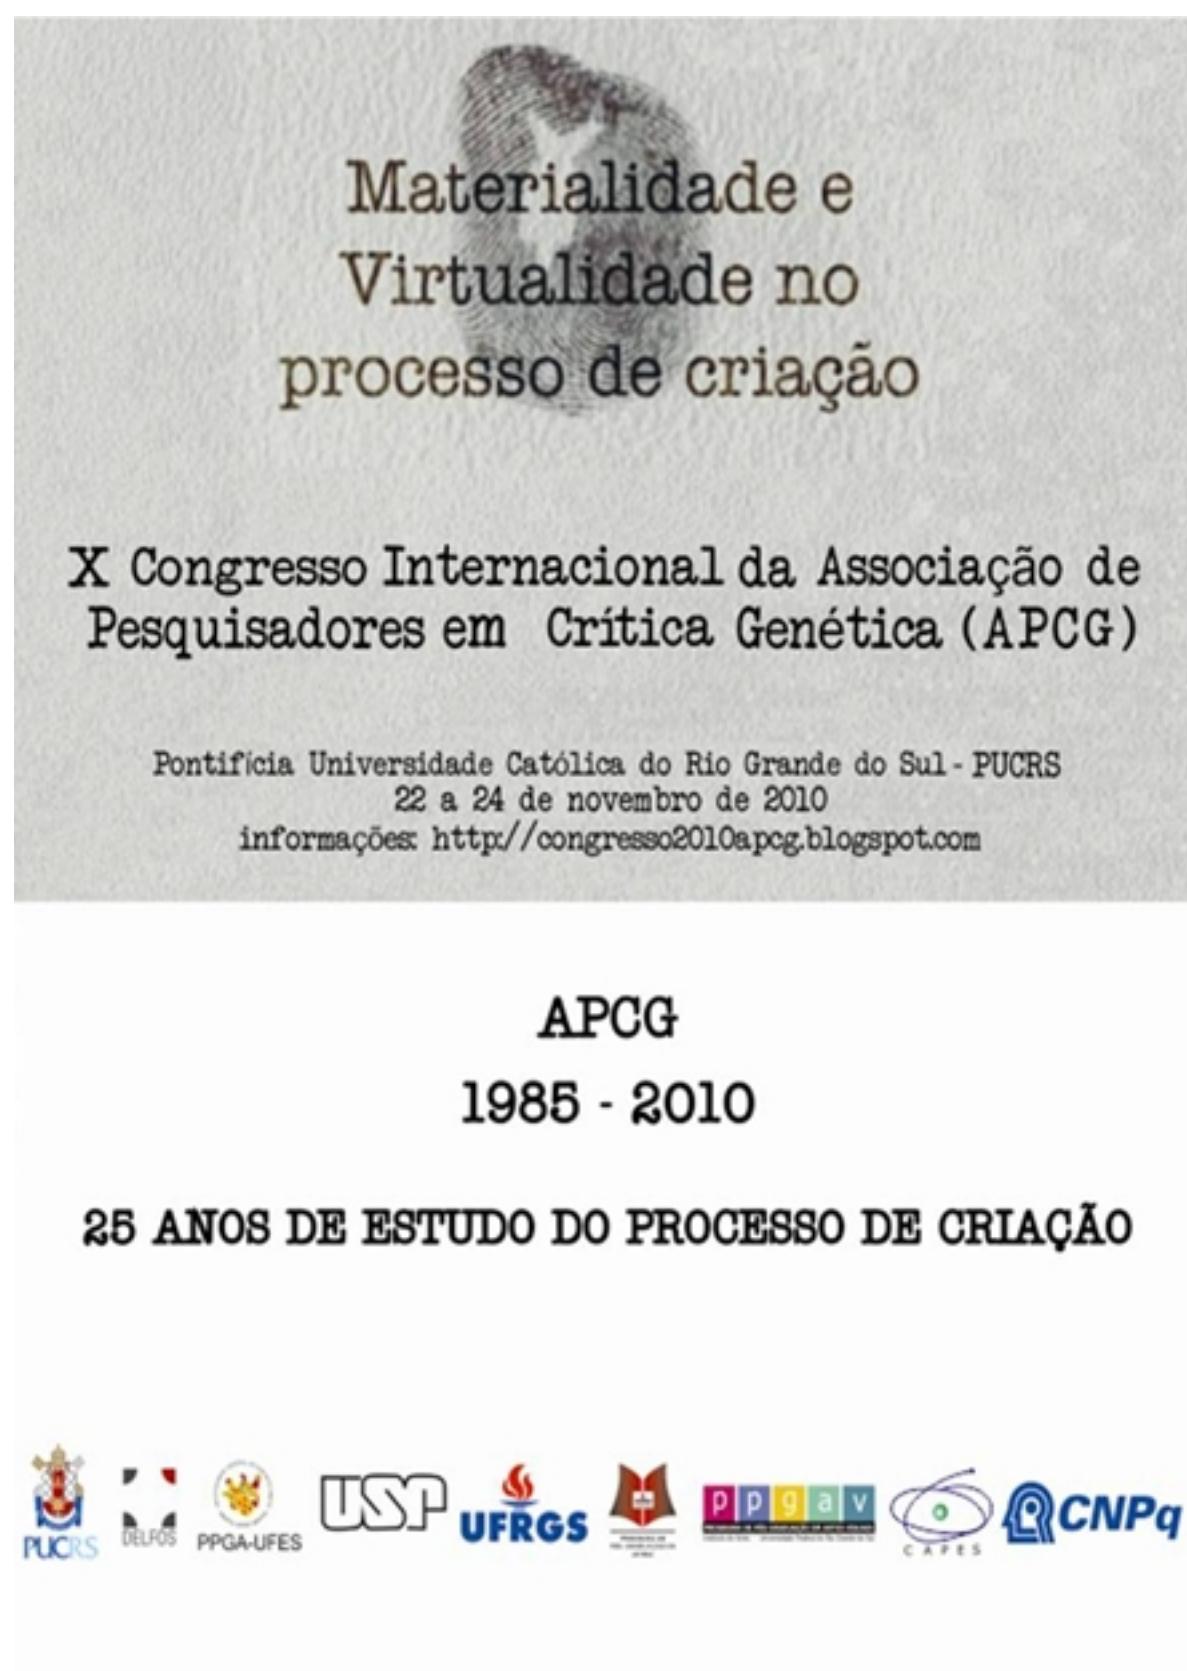 Materialidade e
Virtualidade no
processo de criação
X Congresso Internacional da Associação de
Pesquisadores em Crítica Genética (APCG)
Pontifícia Universidade Católica do Rio Grande do Sul - PUCRS
22 a 24 de novembro de 2010
informações: http://congresso2010apcg.blogspot.com
APCG
1985 - 2010
25 ANOS DE ESTUDO DO PROCESSO DE CRIAÇÃO
PUCRS
DELFOS
PPGA-UFES
USP
UFRGS
ppgav
CAPES
CNPq